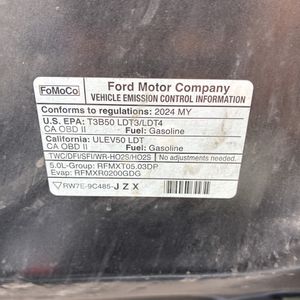 FoMoCo
Ford Motor Company
VEHICLE EMISSION CONTROL INFORMATION
Conforms to regulations: 2024 MY
U.S. EPA: T3B50 LDT3/LDT4
CA OBD II Fuel: Gasoline
California: ULEV50 LDT
CA OBD II Fuel: Gasoline
TWC/DFI/SFI/WR-HO2S/HO2S No adjustments needed.
5.0L-Group: RFMXT05.03DP
Evap: RFMXR0200GDG
RW7E-9C485-JZX